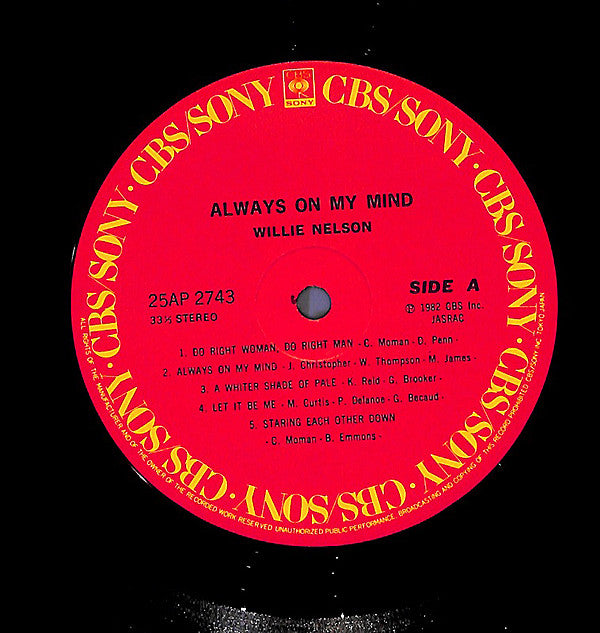 CBS
SONY
CBS/SONY · CBS/SONY · CBS/SONY · CBS/SONY · CBS/SONY · CBS/SONY · CBS/SONY · CBS/SONY
ALWAYS ON MY MIND
WILLIE NELSON
25AP 2743
33⅓ STEREO
SIDE A
Ⓟ 1982 CBS Inc.
JASRAC
1. DO RIGHT WOMAN, DO RIGHT MAN - C. Moman - D. Penn -
2. ALWAYS ON MY MIND - J. Christopher - W. Thompson - M. James -
3. A WHITER SHADE OF PALE - K. Reid - G. Brooker -
4. LET IT BE ME - M. Curtis - P. Delanoe - G. Becaud -
5. STARING EACH OTHER DOWN
- C. Moman - B. Emmons -
ALL RIGHTS OF THE MANUFACTURER AND OF THE OWNER OF THE RECORDED WORK RESERVED UNAUTHORIZED PUBLIC PERFORMANCE, BROADCASTING AND COPYING OF THIS RECORD PROHIBITED CBS/SONY INC. TOKYO JAPAN